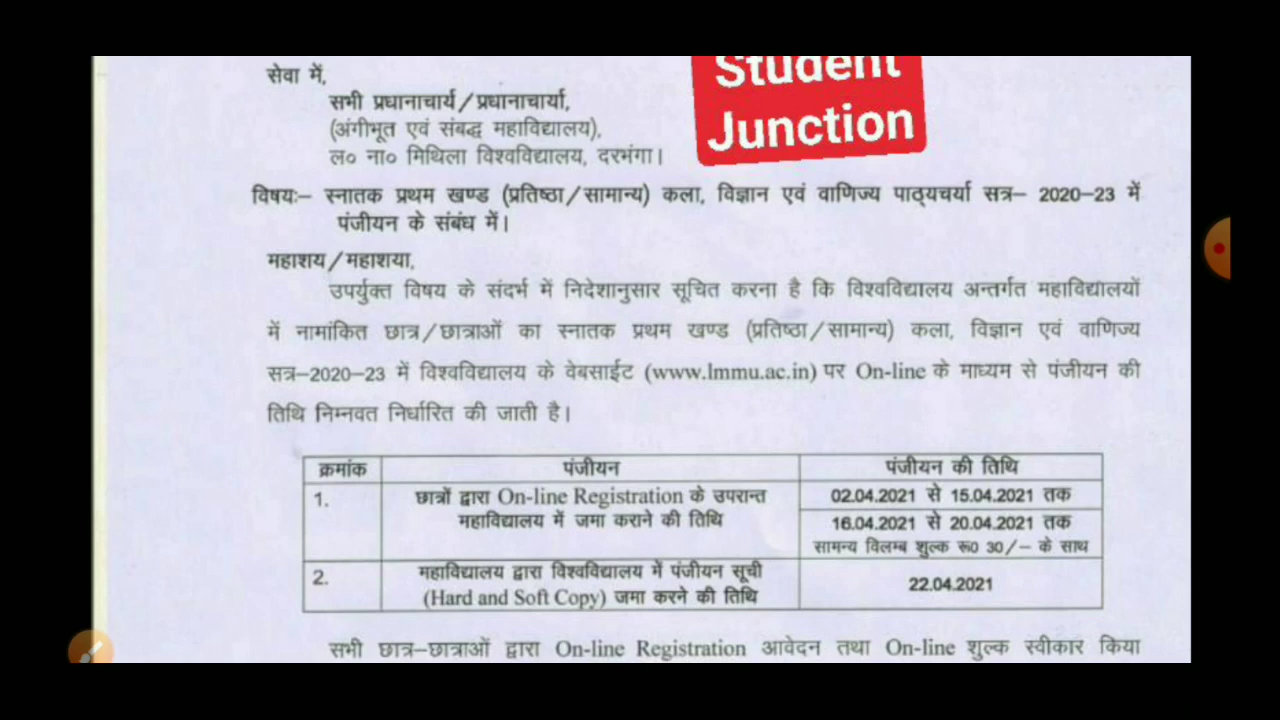 सेवा में,
सभी प्रधानाचार्य/प्रधानाचार्या,
(अंगीभूत एवं संबद्ध महाविद्यालय),
ल० ना० मिथिला विश्वविद्यालय, दरभंगा।
Student
Junction
विषयः– स्नातक प्रथम खण्ड (प्रतिष्ठा/सामान्य) कला, विज्ञान एवं वाणिज्य पाठ्यचर्या सत्र– 2020–23 में
पंजीयन के संबंध में।
महाशय/महाशया,
उपर्युक्त विषय के संदर्भ में निदेशानुसार सूचित करना है कि विश्वविद्यालय अन्तर्गत महाविद्यालयों
में नामांकित छात्र/छात्राओं का स्नातक प्रथम खण्ड (प्रतिष्ठा/सामान्य) कला, विज्ञान एवं वाणिज्य
सत्र–2020–23 में विश्वविद्यालय के वेबसाईट (www.lmmu.ac.in) पर On-line के माध्यम से पंजीयन की
तिथि निम्नवत निर्धारित की जाती है।
क्रमांक पंजीयन पंजीयन की तिथि
1. छात्रों द्वारा On-line Registration के उपरान्त 02.04.2021 से 15.04.2021 तक
महाविद्यालय में जमा कराने की तिथि 16.04.2021 से 20.04.2021 तक
सामन्य विलम्ब शुल्क रू0 30/– के साथ
2. महाविद्यालय द्वारा विश्वविद्यालय में पंजीयन सूची 22.04.2021
(Hard and Soft Copy) जमा करने की तिथि
सभी छात्र–छात्राओं द्वारा On-line Registration आवेदन तथा On-line शुल्क स्वीकार किया